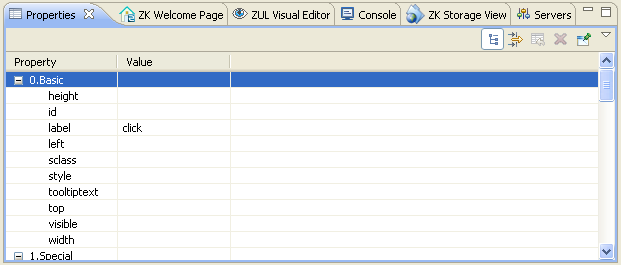 Properties ZK Welcome Page ZUL Visual Editor Console ZK Storage View Servers
Property Value
0.Basic
height
id
label click
left
sclass
style
tooltiptext
top
visible
width
1.Special